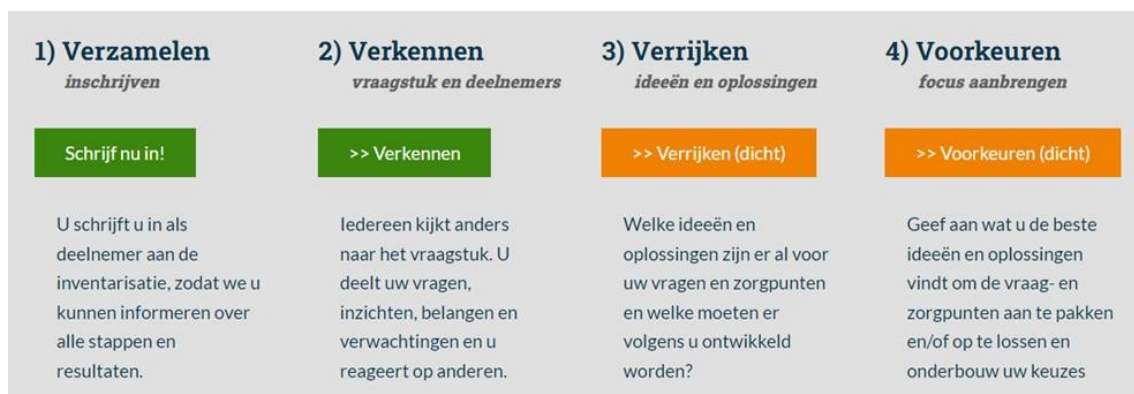 1) Verzamelen
inschrijven
Schrijf nu in!
U schrijft u in als
deelnemer aan de
inventarisatie, zodat we u
kunnen informeren over
alle stappen en
resultaten.
2) Verkennen
vraagstuk en deelnemers
>> Verkennen
Iedereen kijkt anders
naar het vraagstuk. U
deelt uw vragen,
inzichten, belangen en
verwachtingen en u
reageert op anderen.
3) Verrijken
ideeën en oplossingen
>> Verrijken (dicht)
Welke ideeën en
oplossingen zijn er al voor
uw vragen en zorgpunten
en welke moeten er
volgens u ontwikkeld
worden?
4) Voorkeuren
focus aanbrengen
>> Voorkeuren (dicht)
Geef aan wat u de beste
ideeën en oplossingen
vindt om de vraag- en
zorgpunten aan te pakken
en/of op te lossen en
onderbouw uw keuzes